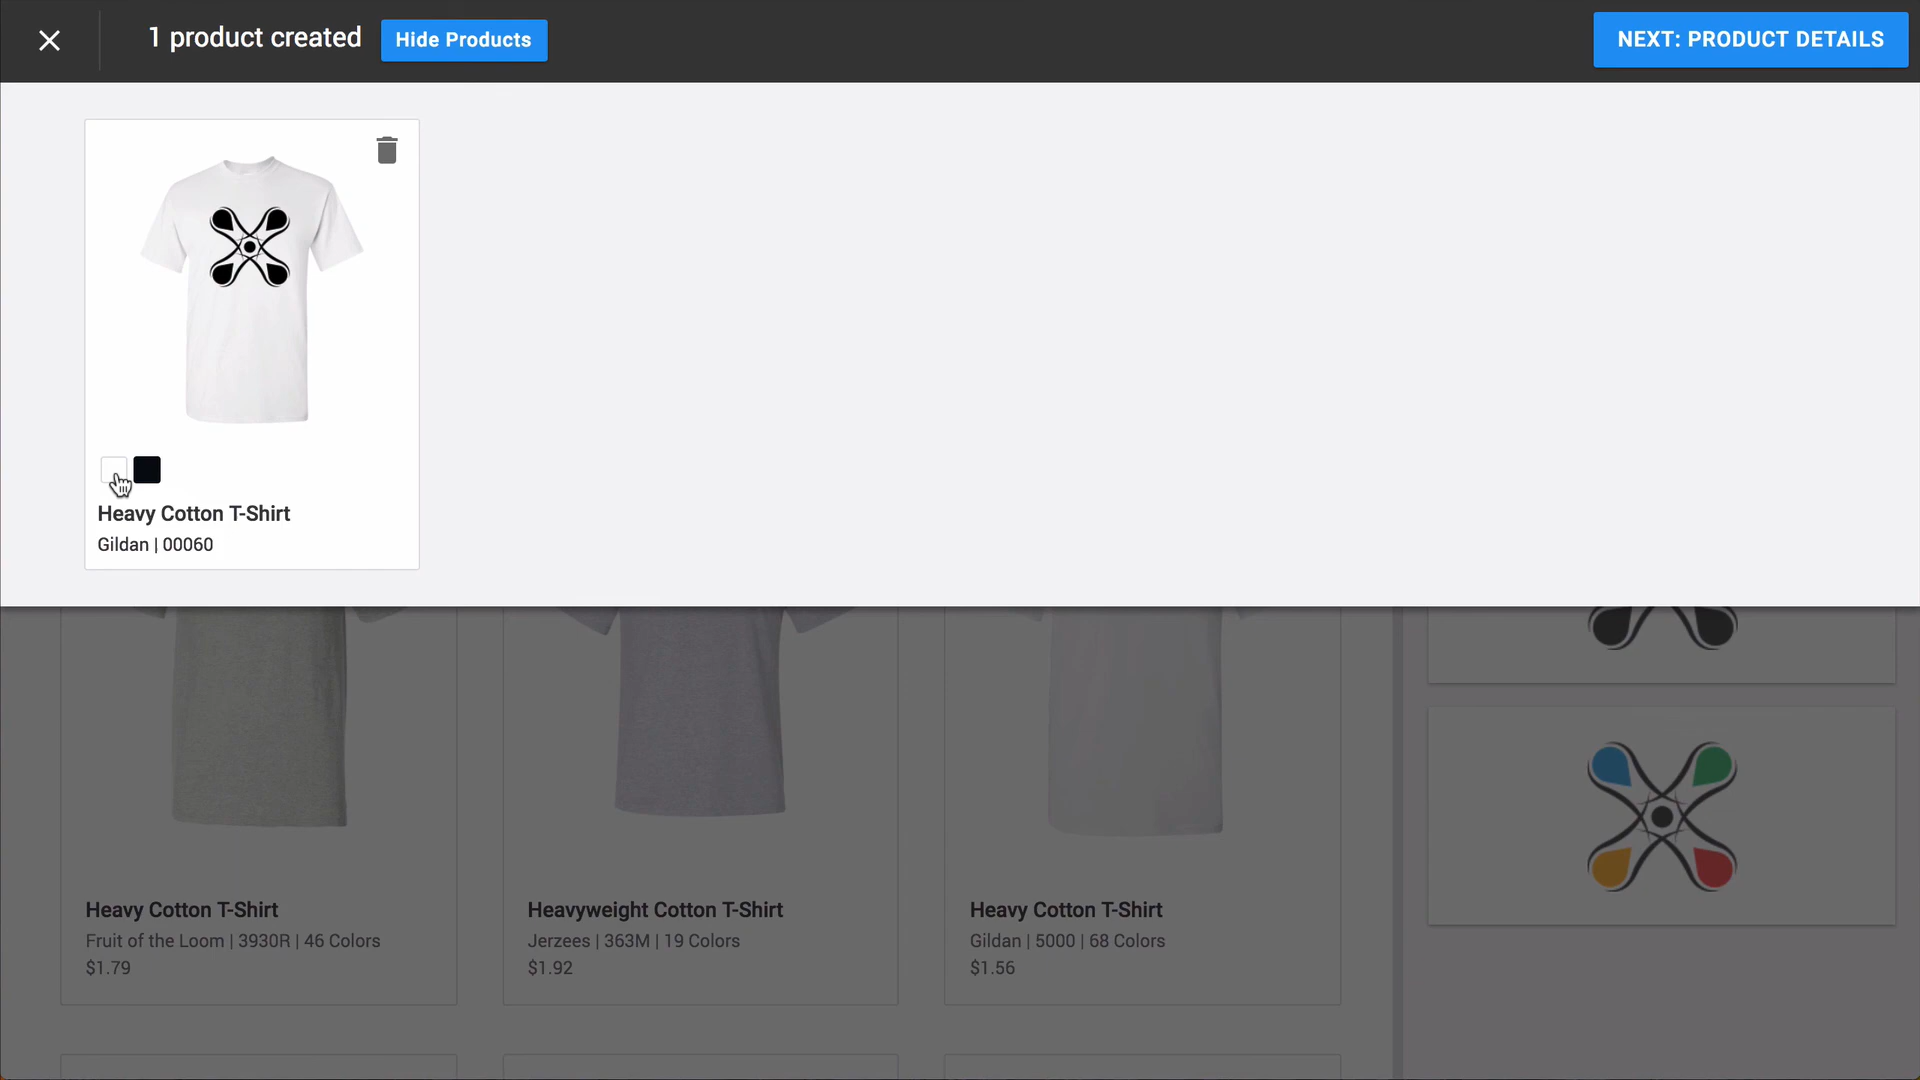 1 product created
Hide Products
NEXT: PRODUCT DETAILS
Heavy Cotton T-Shirt
Gildan | 00060
Heavy Cotton T-Shirt
Fruit of the Loom | 3930R | 46 Colors
$1.79
Heavyweight Cotton T-Shirt
Jerzees | 363M | 19 Colors
$1.92
Heavy Cotton T-Shirt
Gildan | 5000 | 68 Colors
$1.56